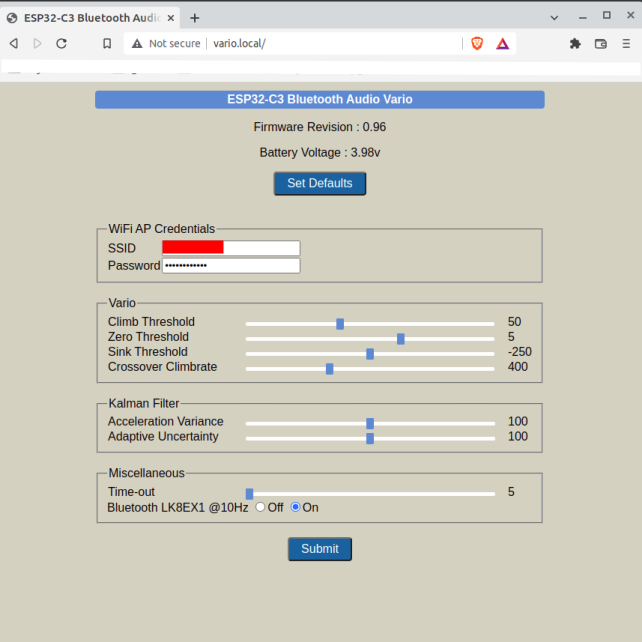 ESP32-C3 Bluetooth Audio
Not secure vario.local/
ESP32-C3 Bluetooth Audio Vario
Firmware Revision : 0.96
Battery Voltage : 3.98v
Set Defaults
WiFi AP Credentials
SSID
Password ••••••••••••
Vario
Climb Threshold 50
Zero Threshold 5
Sink Threshold -250
Crossover Climbrate 400
Kalman Filter
Acceleration Variance 100
Adaptive Uncertainty 100
Miscellaneous
Time-out 5
Bluetooth LK8EX1 @10Hz Off On
Submit